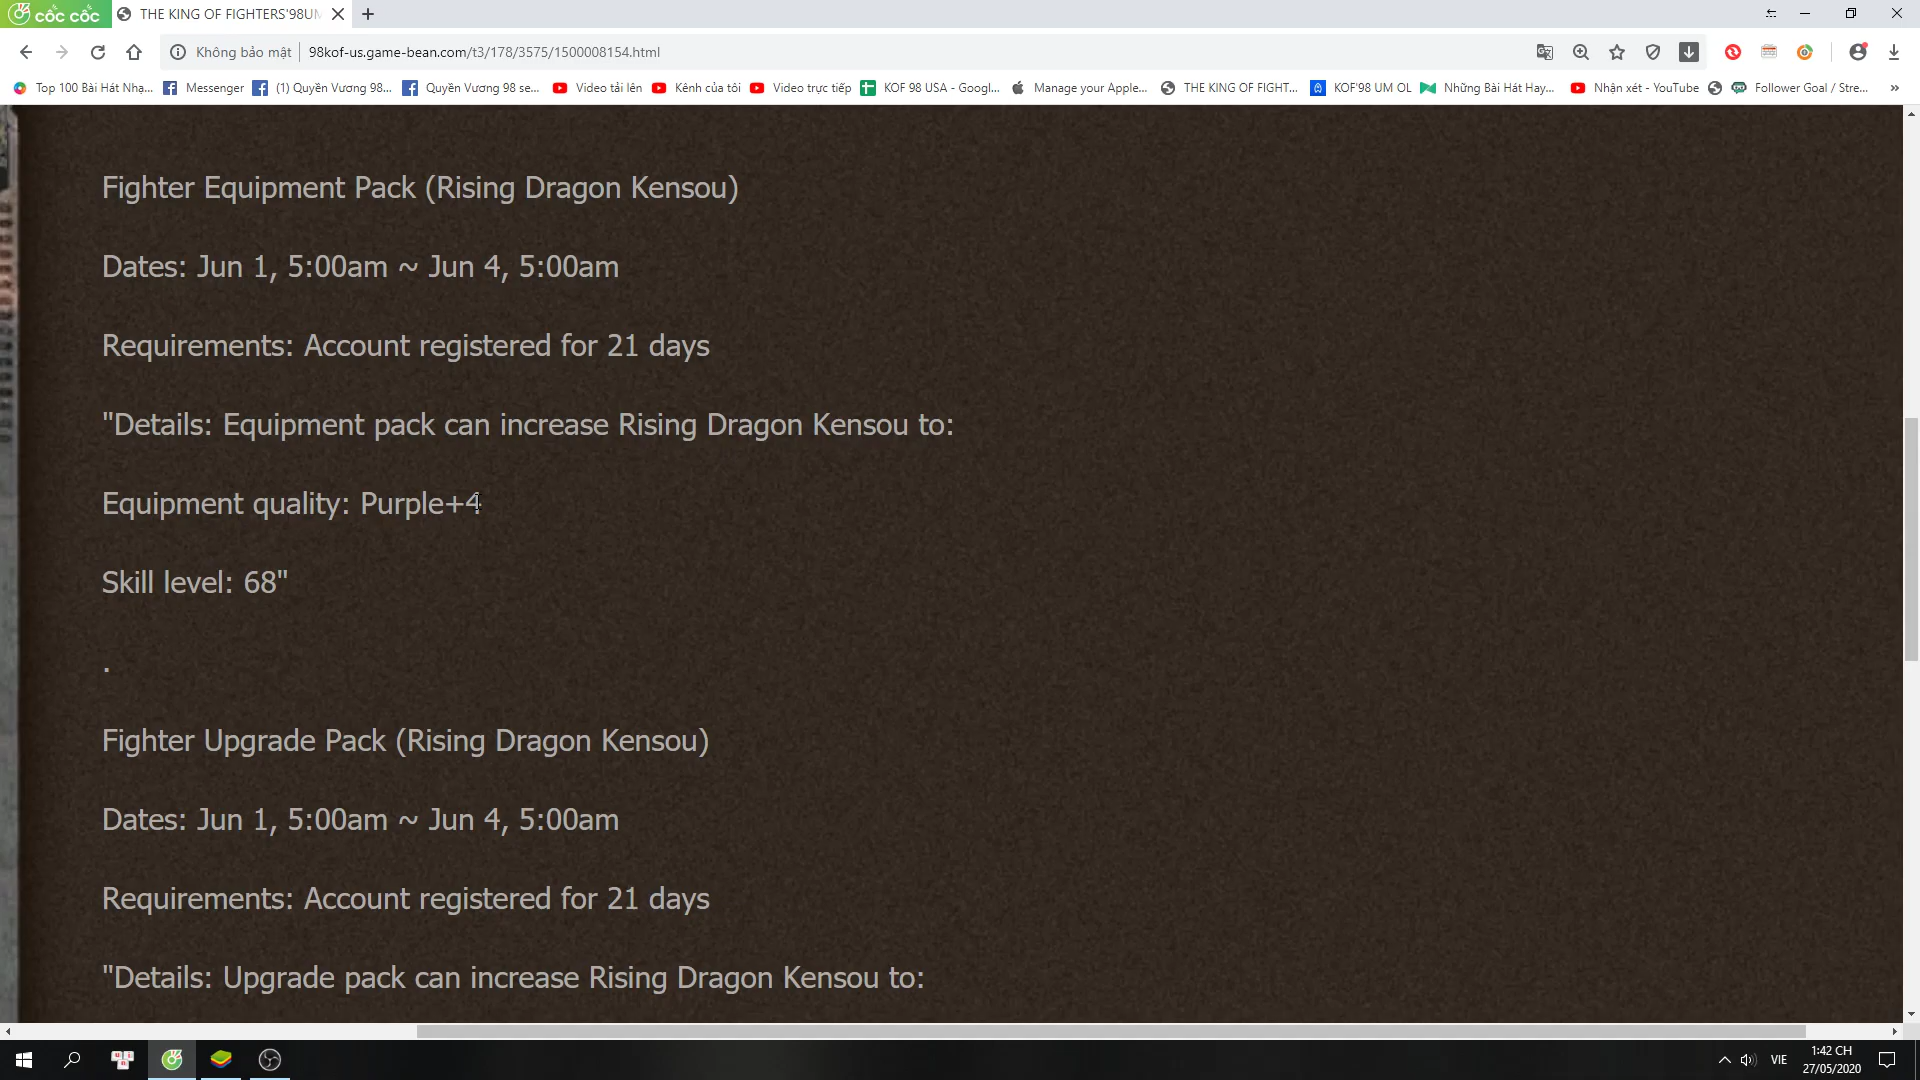 cốc cốc
THE KING OF FIGHTERS'98UM
Không bảo mật
98kof-us.game-bean.com/t3/178/3575/1500008154.html
Top 100 Bài Hát Nhạ...
Messenger
(1) Quyền Vương 98...
Quyền Vương 98 se...
Video tải lên
Kênh của tôi
Video trực tiếp
KOF 98 USA - Googl...
Manage your Apple...
THE KING OF FIGHT...
KOF'98 UM OL
Những Bài Hát Hay...
Nhận xét - YouTube
Follower Goal / Stre...
Fighter Equipment Pack (Rising Dragon Kensou)
Dates: Jun 1, 5:00am ~ Jun 4, 5:00am
Requirements: Account registered for 21 days
"Details: Equipment pack can increase Rising Dragon Kensou to:
Equipment quality: Purple+4
Skill level: 68"
.
Fighter Upgrade Pack (Rising Dragon Kensou)
Dates: Jun 1, 5:00am ~ Jun 4, 5:00am
Requirements: Account registered for 21 days
"Details: Upgrade pack can increase Rising Dragon Kensou to:
VIE
1:42 CH
27/05/2020